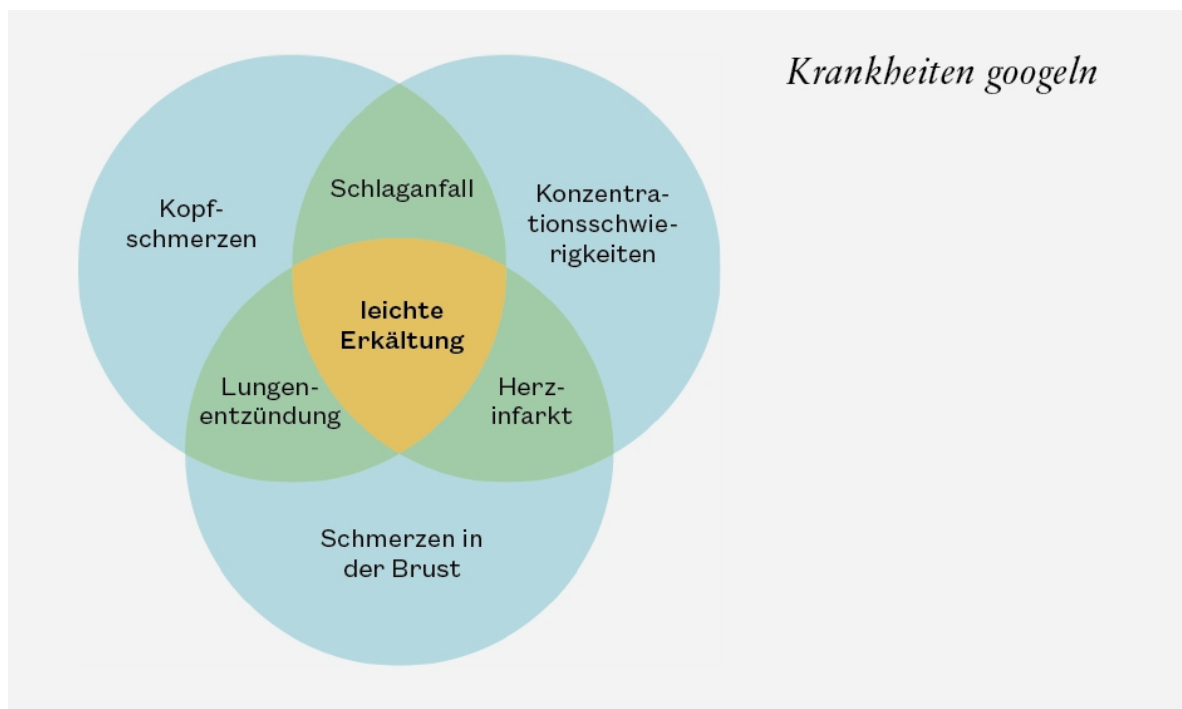 Krankheiten googeln
Kopf-
schmerzen
Schlaganfall
Konzentra-
tionsschwie-
rigkeiten
leichte
Erkältung
Lungen-
entzündung
Herz-
infarkt
Schmerzen in
der Brust